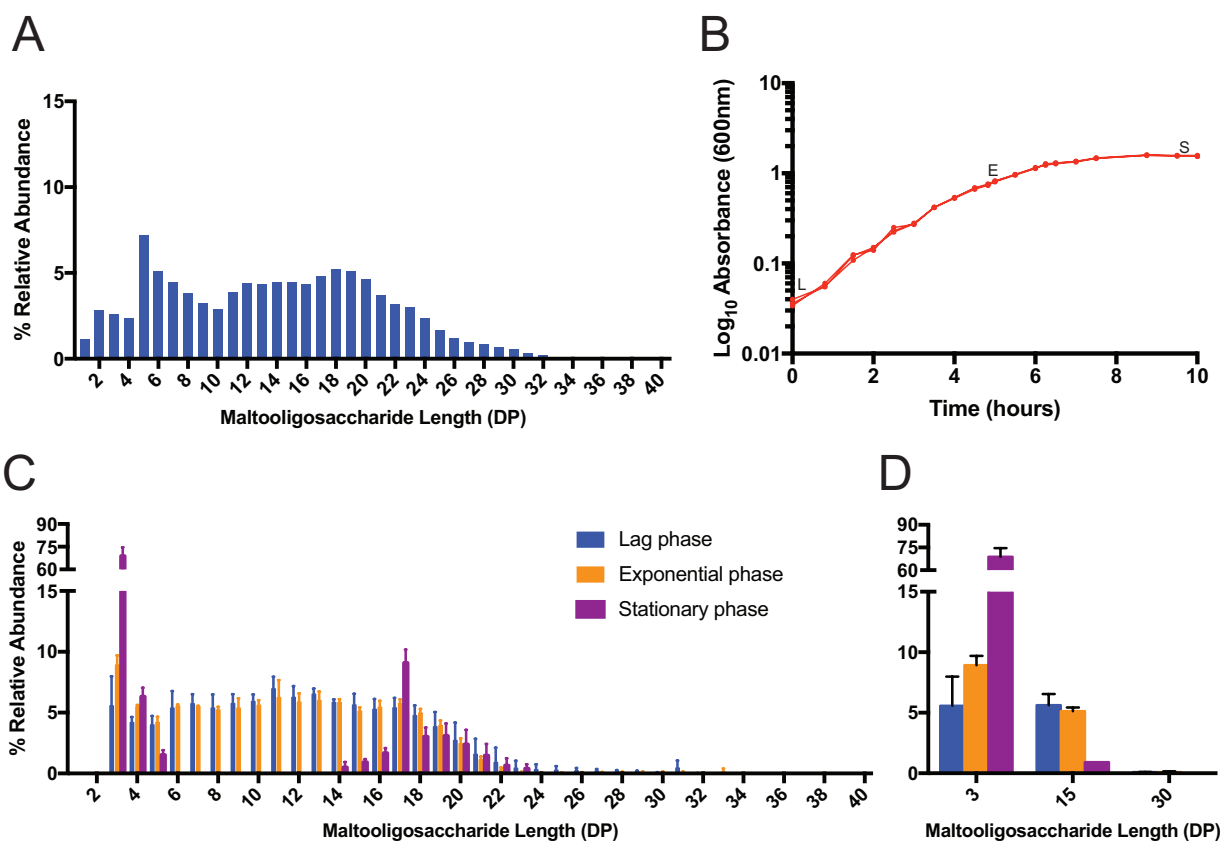 A
15
10
5
0
% Relative Abundance
2 4 6 8 10 12 14 16 18 20 22 24 26 28 30 32 34 36 38 40
Maltooligosaccharide Length (DP)
B
10
1
0.1
0.01
Log10 Absorbance (600nm)
L
E
S
0 2 4 6 8 10
Time (hours)
C
90
75
60
15
10
5
0
% Relative Abundance
Lag phase
Exponential phase
Stationary phase
2 4 6 8 10 12 14 16 18 20 22 24 26 28 30 32 34 36 38 40
Maltooligosaccharide Length (DP)
D
90
75
60
15
10
5
0
3 15 30
Maltooligosaccharide Length (DP)